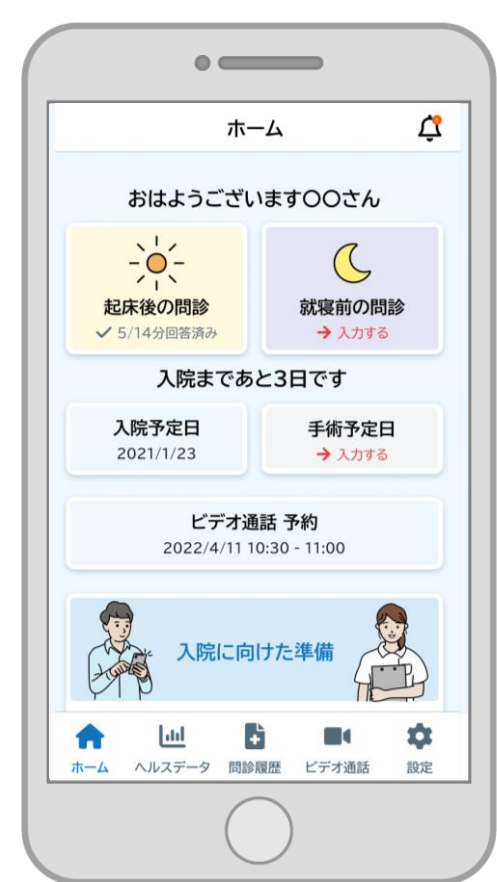 ホーム
おはようございます〇〇さん
起床後の問診
5/14分回答済み
就寝前の問診
入力する
入院まであと3日です
入院予定日
2021/1/23
手術予定日
入力する
ビデオ通話 予約
2022/4/11 10:30 - 11:00
入院に向けた準備
ホーム
ヘルスデータ
問診履歴
ビデオ通話
設定